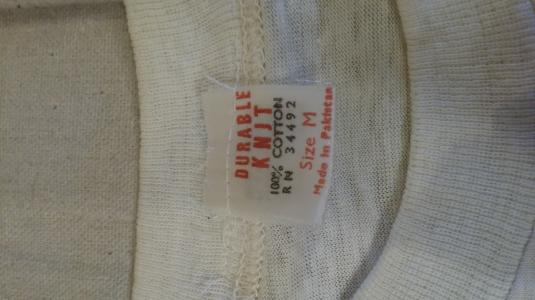 DURABLE
KNIT
100% COTTON
RN 34492
Size M
Made In Pakistan